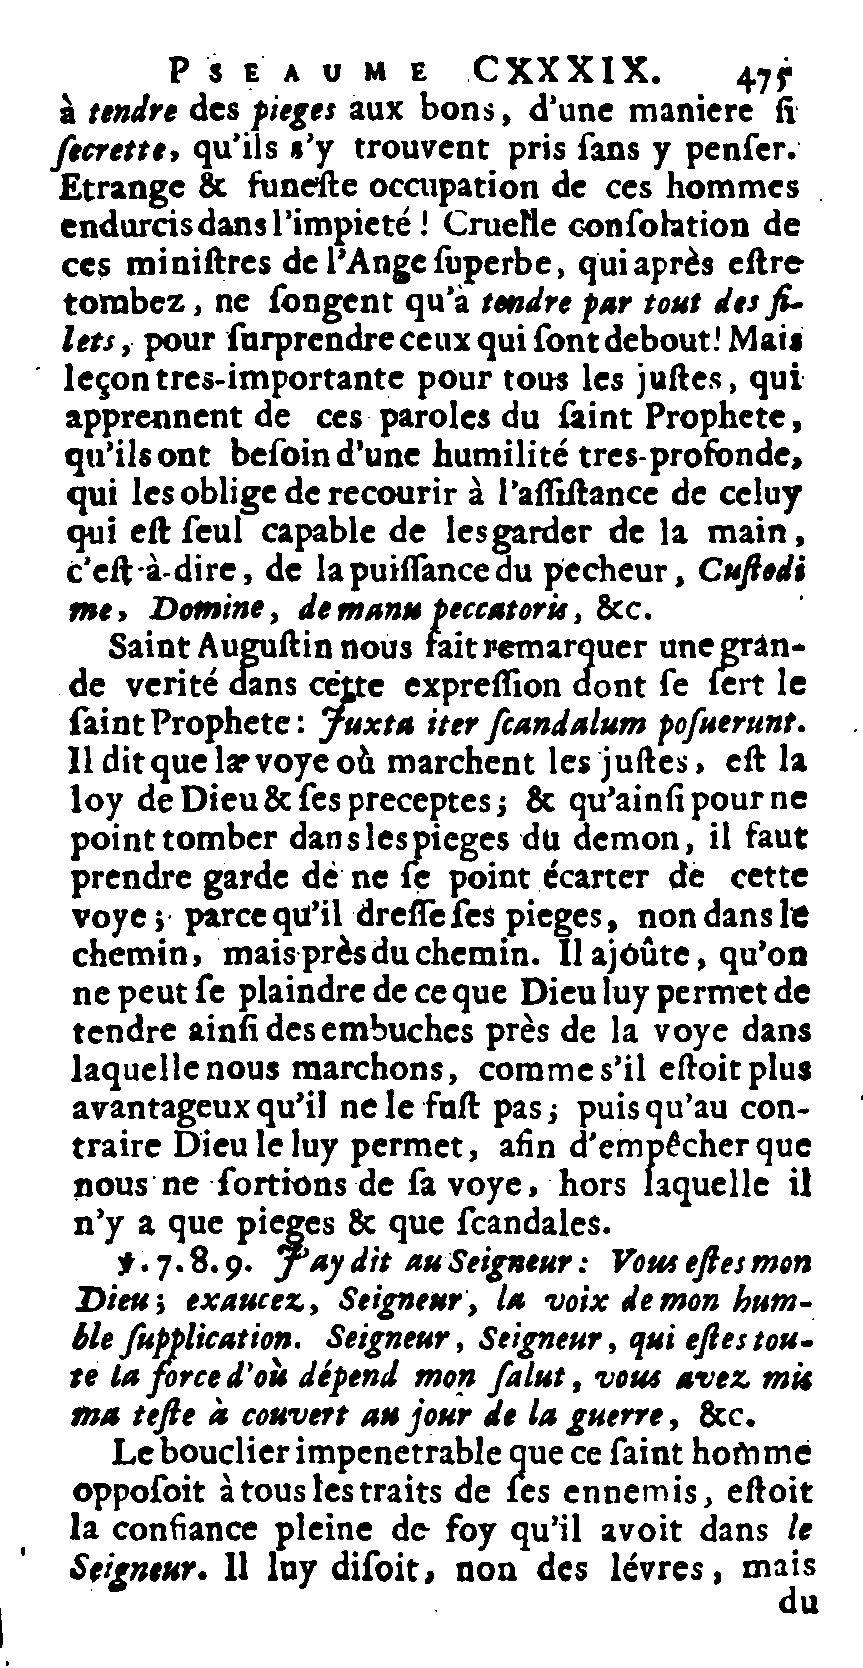 PSEAUME CXXXIX. 475
à tendre des pieges aux bons, d'une maniere ſi
ſecrette, qu'ils s'y trouvent pris ſans y penſer.
Etrange & funeſte occupation de ces hommes
endurcis dans l'impieté ! Cruelle conſolation de
ces miniſtres de l'Ange ſuperbe, qui après eſtre
tombez, ne ſongent qu'à tendre par tout des fi-
lets, pour ſurprendre ceux qui ſont debout! Mais
leçon tres-importante pour tous les juſtes, qui
apprennent de ces paroles du ſaint Prophete,
qu'ils ont beſoin d'une humilité tres-profonde,
qui les oblige de recourir à l'aſſiſtance de celuy
qui eſt ſeul capable de les garder de la main,
c'eſt-à-dire, de la puiſſance du pecheur, Cuſtodi
me, Domine, de manu peccatoris, &c.
Saint Auguſtin nous fait remarquer une gran-
de verité dans cette expreſſion dont ſe ſert le
ſaint Prophete: Juxta iter ſcandalum poſuerunt.
Il dit que la voye où marchent les juſtes, eſt la
loy de Dieu & ſes preceptes; & qu'ainſi pour ne
point tomber dans les pieges du demon, il faut
prendre garde de ne ſe point écarter de cette
voye; parce qu'il dreſſe ſes pieges, non dans le
chemin, mais près du chemin. Il ajoûte, qu'on
ne peut ſe plaindre de ce que Dieu luy permet de
tendre ainſi des embuches près de la voye dans
laquelle nous marchons, comme s'il eſtoit plus
avantageux qu'il ne le fuſt pas; puisqu'au con-
traire Dieu le luy permet, afin d'empêcher que
nous ne ſortions de ſa voye, hors laquelle il
n'y a que pieges & que ſcandales.
℣. 7. 8. 9. J'ay dit au Seigneur: Vous eſtes mon
Dieu; exaucez, Seigneur, la voix de mon hum-
ble ſupplication. Seigneur, Seigneur, qui eſtes tou-
te la force d'où dépend mon ſalut, vous avez mis
ma teſte à couvert au jour de la guerre, &c.
Le bouclier impenetrable que ce ſaint homme
oppoſoit à tous les traits de ſes ennemis, eſtoit
la confiance pleine de foy qu'il avoit dans le
Seigneur. Il luy diſoit, non des lévres, mais
du